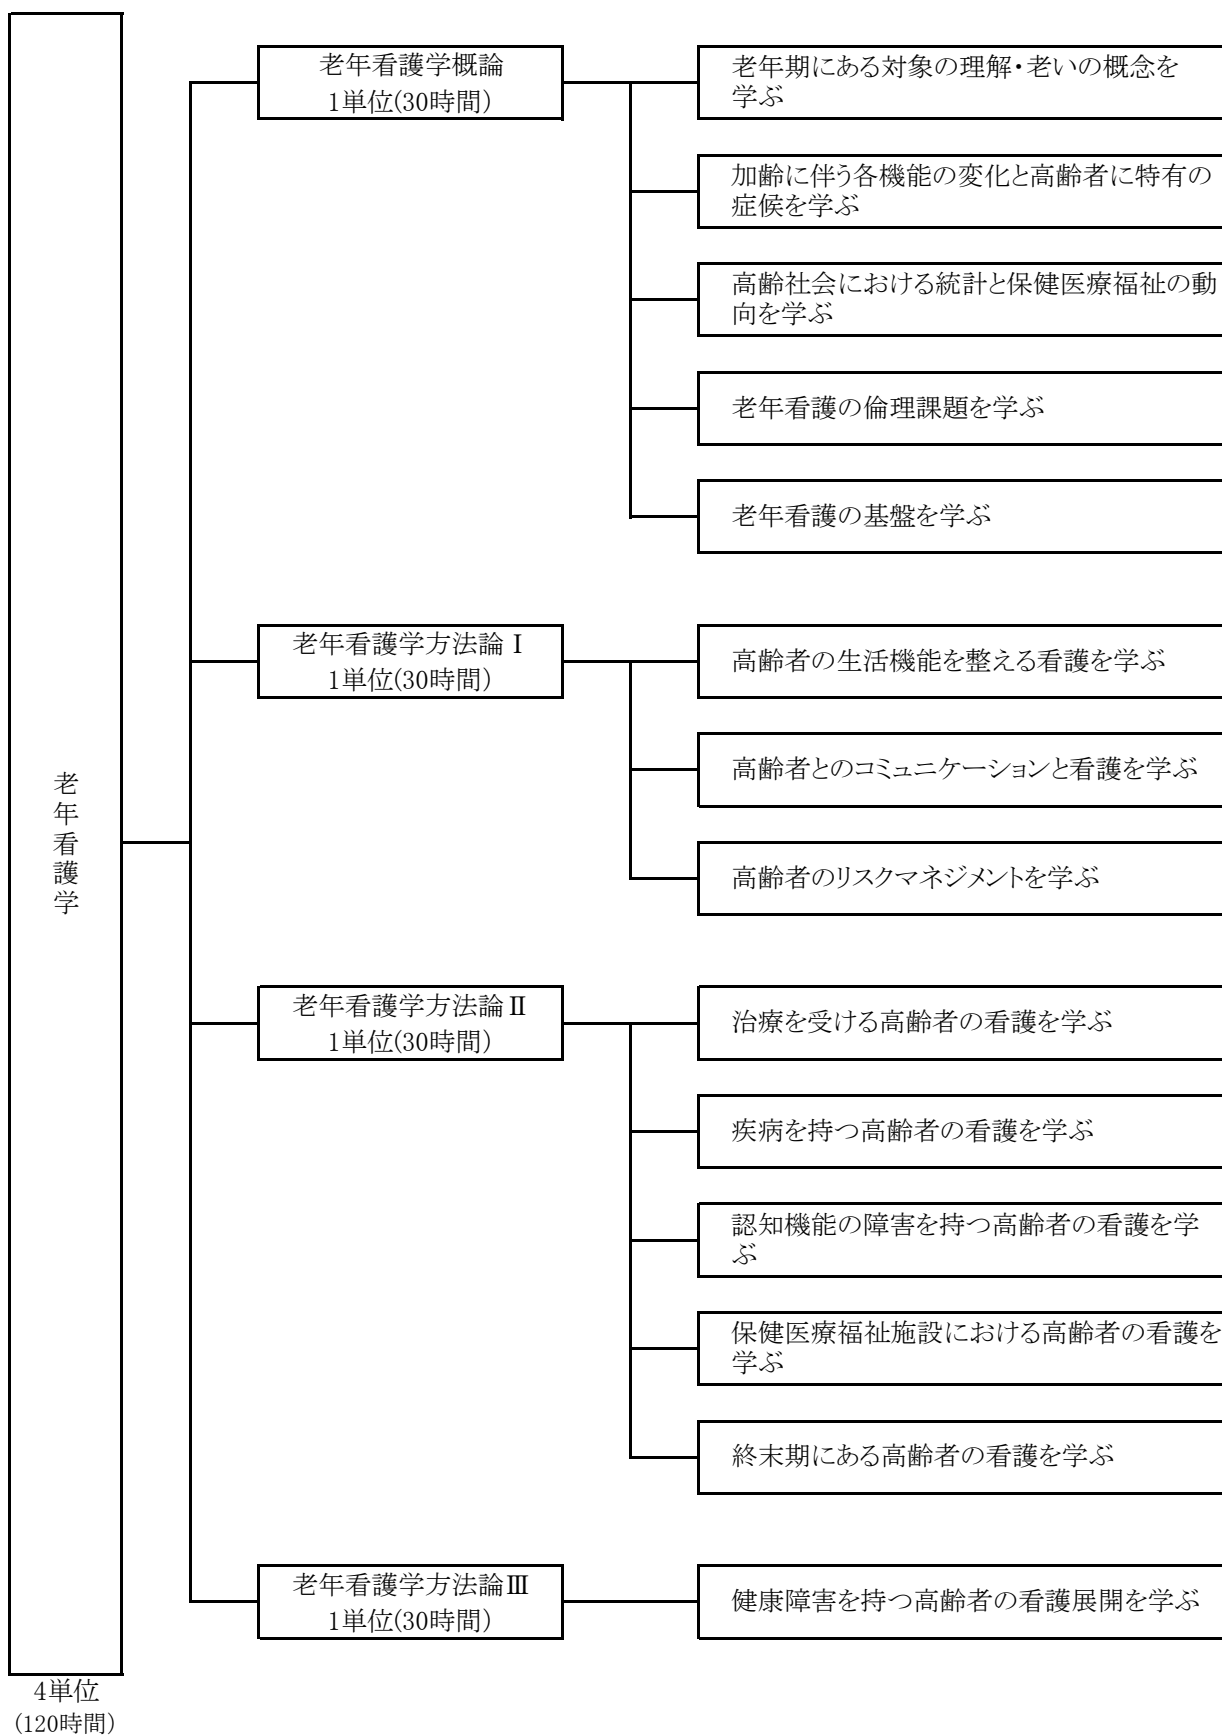 老年看護学
4単位
(120時間)
老年看護学概論
1単位(30時間)
老年期にある対象の理解・老いの概念を
学ぶ
加齢に伴う各機能の変化と高齢者に特有の
症候を学ぶ
高齢社会における統計と保健医療福祉の動
向を学ぶ
老年看護の倫理課題を学ぶ
老年看護の基盤を学ぶ
老年看護学方法論Ⅰ
1単位(30時間)
高齢者の生活機能を整える看護を学ぶ
高齢者とのコミュニケーションと看護を学ぶ
高齢者のリスクマネジメントを学ぶ
老年看護学方法論Ⅱ
1単位(30時間)
治療を受ける高齢者の看護を学ぶ
疾病を持つ高齢者の看護を学ぶ
認知機能の障害を持つ高齢者の看護を学
ぶ
保健医療福祉施設における高齢者の看護を
学ぶ
終末期にある高齢者の看護を学ぶ
老年看護学方法論Ⅲ
1単位(30時間)
健康障害を持つ高齢者の看護展開を学ぶ